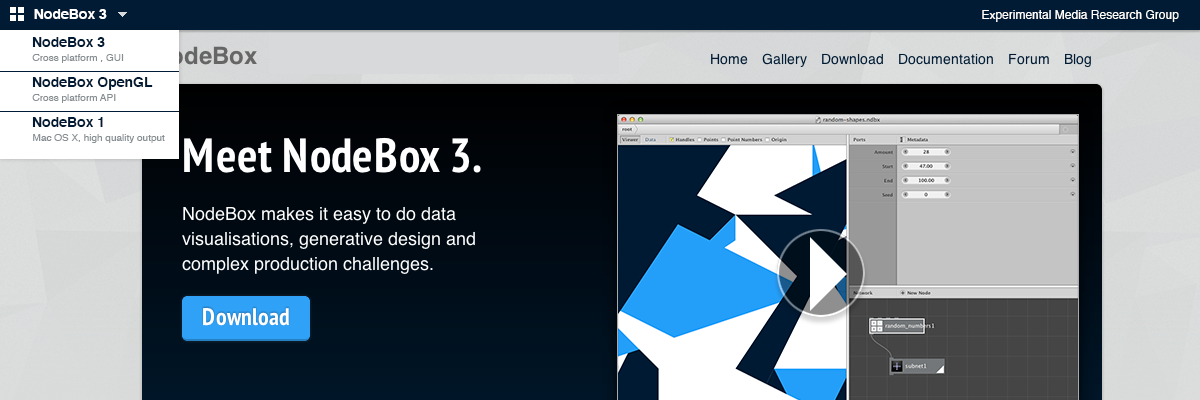 NodeBox 3
Experimental Media Research Group
NodeBox 3
Cross platform , GUI
NodeBox OpenGL
Cross platform API
NodeBox 1
Mac OS X, high quality output
odeBox
Home Gallery Download Documentation Forum Blog
Meet NodeBox 3.
NodeBox makes it easy to do data
visualisations, generative design and
complex production challenges.
Download
random-shapes.ndbx
root
Viewer Data Handles Points Point Numbers Origin
Ports Metadata
Amount 28
Start 47.00
End 100.00
Seed 0
Network New Node
random_numbers1
subnet1